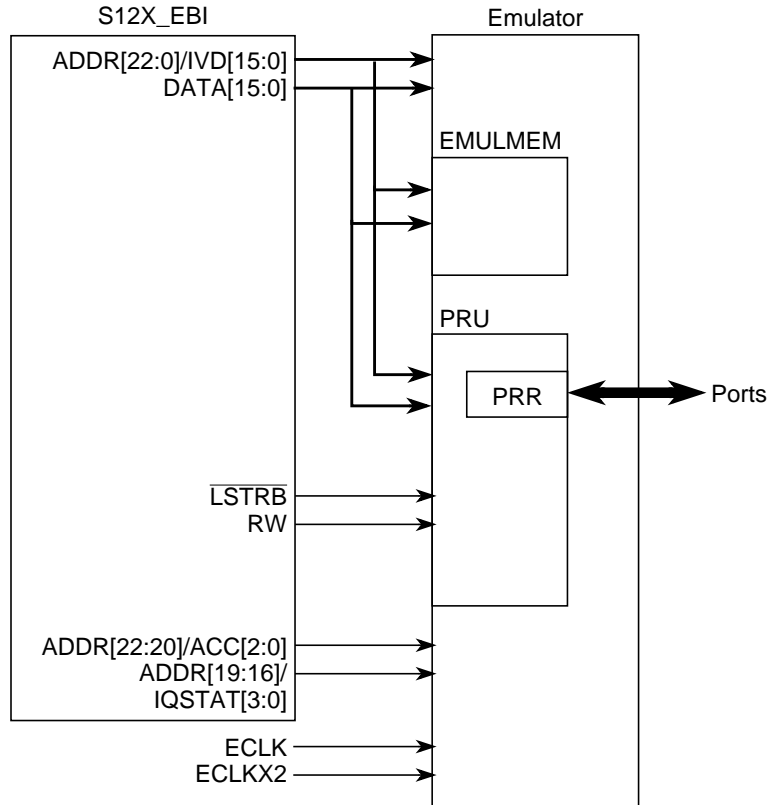 S12X_EBI
Emulator
ADDR[22:0]/IVD[15:0]
DATA[15:0]
EMULMEM
PRU
PRR
Ports
LSTRB
RW
ADDR[22:20]/ACC[2:0]
ADDR[19:16]/
IQSTAT[3:0]
ECLK
ECLKX2